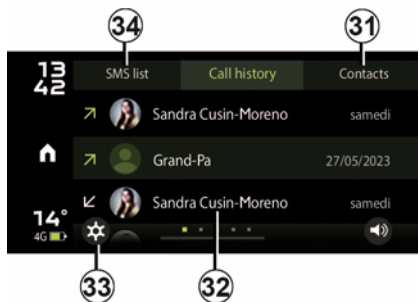 34
31
13
42
SMS list
Call history
Contacts
Sandra Cusin-Moreno
samedi
Grand-Pa
27/05/2023
Sandra Cusin-Moreno
samedi
14°
4G
33
32